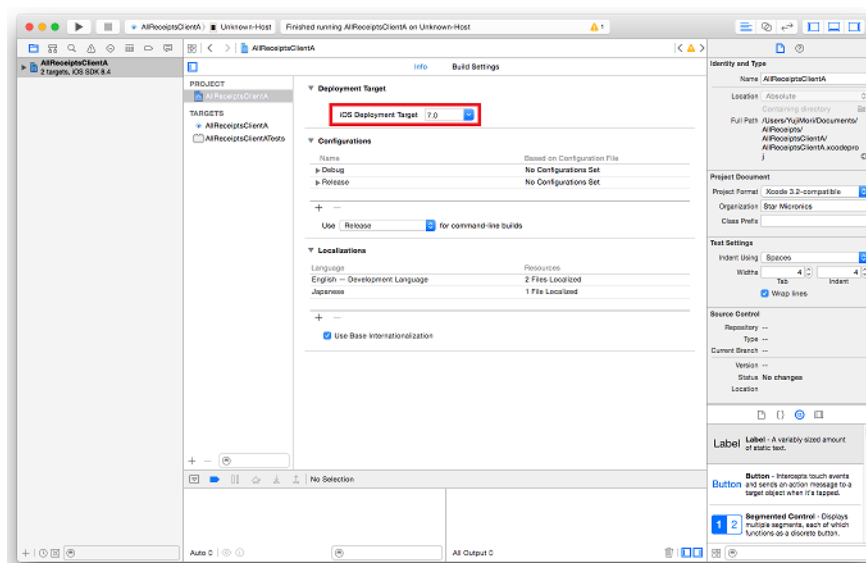 AllReceiptsClientA
Unknown-Host
Finished running AllReceiptsClientA on Unknown-Host
1
AllReceiptsClientA
AllReceiptsClientA
2 targets, iOS SDK 8.4
Info
Build Settings
PROJECT
AllReceiptsClientA
TARGETS
AllReceiptsClientA
AllReceiptsClientATests
Deployment Target
iOS Deployment Target 7.0
Configurations
Name Based on Configuration File
Debug No Configurations Set
Release No Configurations Set
+ −
Use Release for command-line builds
Localizations
Language Resources
English — Development Language 2 Files Localized
Japanese 1 File Localized
+ −
Use Base Internationalization
+ −
No Selection
Auto
All Output
Identity and Type
Name AllReceiptsClientA
Location Absolute
Containing directory
Full Path /Users/YujiMori/Documents/
AllReceipts/
AllReceiptsClientA/
AllReceiptsClientA.xcodepro
j
Project Document
Project Format Xcode 3.2-compatible
Organization Star Micronics
Class Prefix
Text Settings
Indent Using Spaces
Widths 4 4
Tab Indent
Wrap lines
Source Control
Repository --
Type --
Current Branch --
Version --
Status No changes
Location
{}
Label Label - A variably sized amount
of static text.
Button - Intercepts touch events
Button and sends an action message to a
target object when it's tapped.
Segmented Control - Displays
1 2 multiple segments, each of which
functions as a discrete button.
+